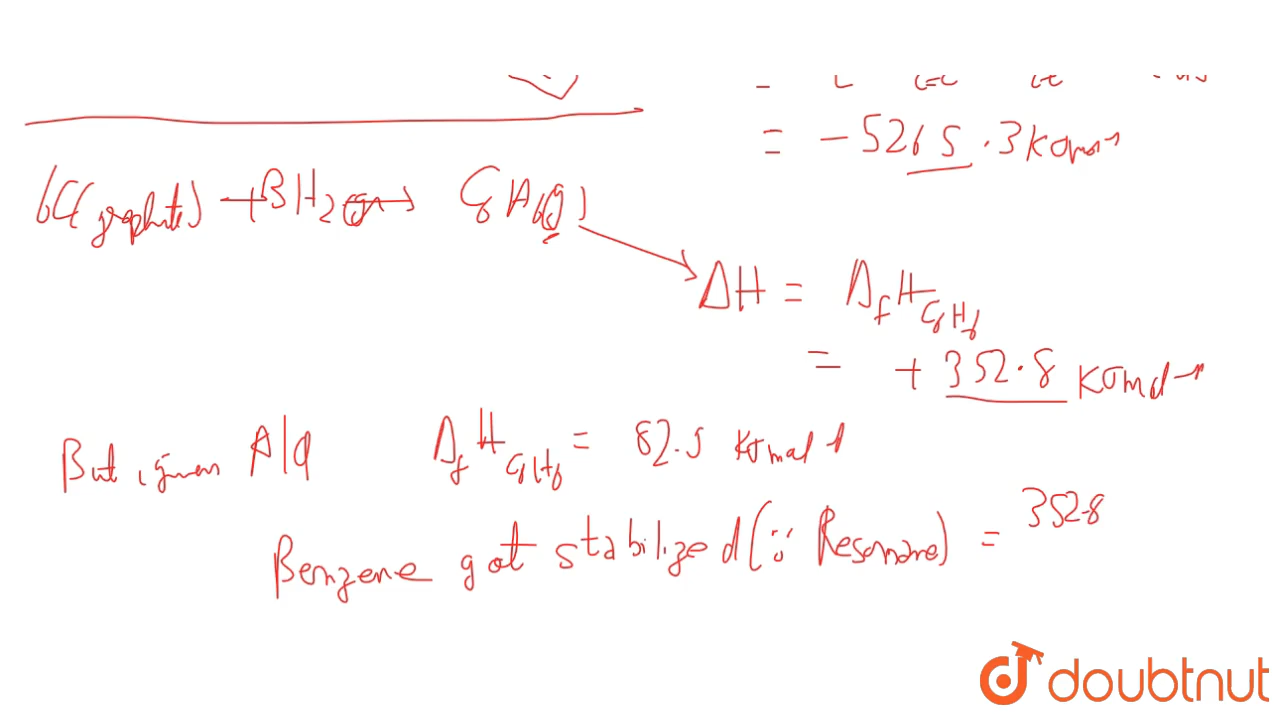 = -5265.3 KJmol-1
6C(graphite) + 3H2(g) → C6H6(g)
ΔH = ΔfH C6H6
= + 352.8 KJmol-1
But, given A/q ΔfH C6H6 = 82.5 KJmol-1
Benzene got stabilized (∵ Resonance) = 352.8
doubtnut